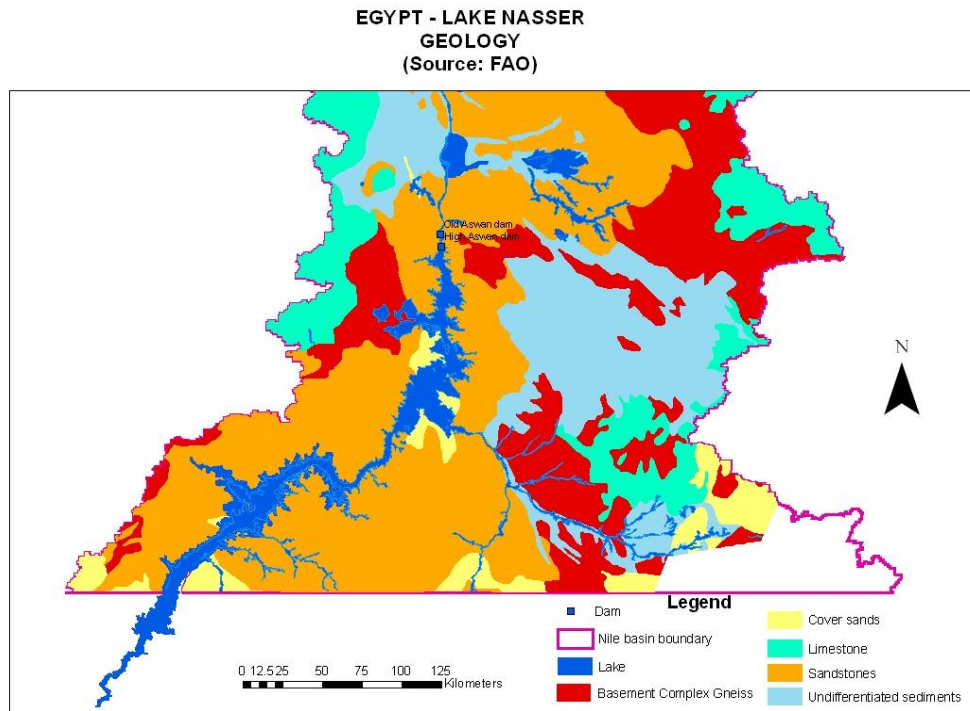 EGYPT - LAKE NASSER
GEOLOGY
(Source: FAO)
Old Aswan dam
High Aswan dam
N
Legend
Dam
Nile basin boundary
Lake
Basement Complex Gneiss
Cover sands
Limestone
Sandstones
Undifferentiated sediments
0 12.5 25 50 75 100 125
Kilometers